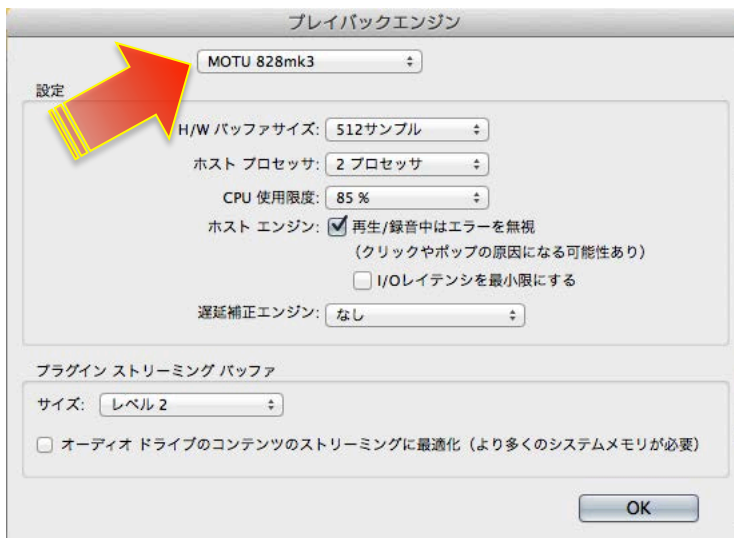 プレイバックエンジン
MOTU 828mk3
設定
H/W バッファサイズ: 512サンプル
ホスト プロセッサ: 2 プロセッサ
CPU 使用限度: 85 %
ホスト エンジン: 再生/録音中はエラーを無視
(クリックやポップの原因になる可能性あり)
I/Oレイテンシを最小限にする
遅延補正エンジン: なし
プラグイン ストリーミング バッファ
サイズ: レベル 2
オーディオ ドライブのコンテンツのストリーミングに最適化（より多くのシステムメモリが必要）
OK